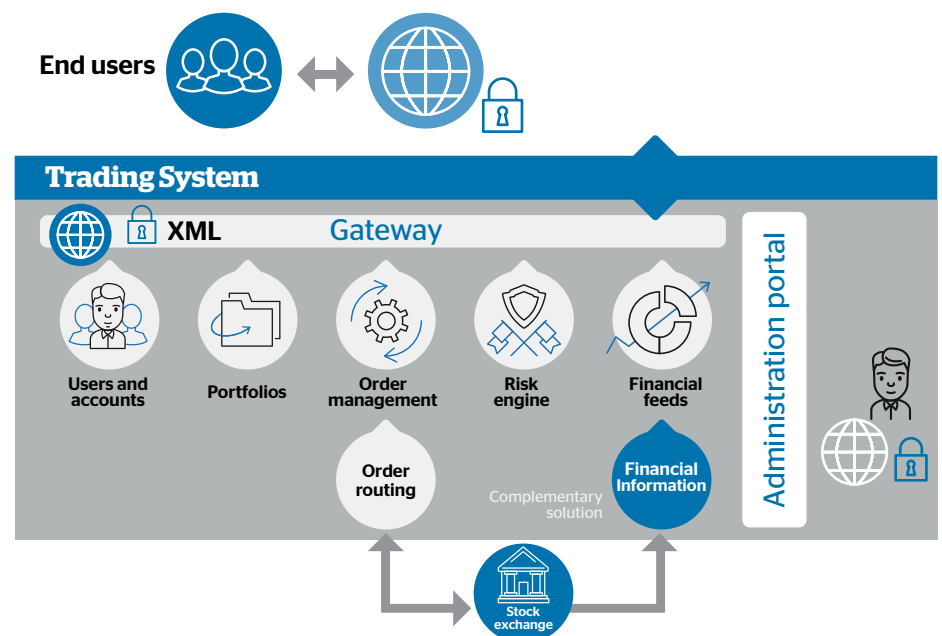 End users
Trading System
XML
Gateway
Users and
accounts
Portfolios
Order
management
Risk
engine
Financial
feeds
Administration portal
Order
routing
Complementary
solution
Financial
Information
Stock
exchange